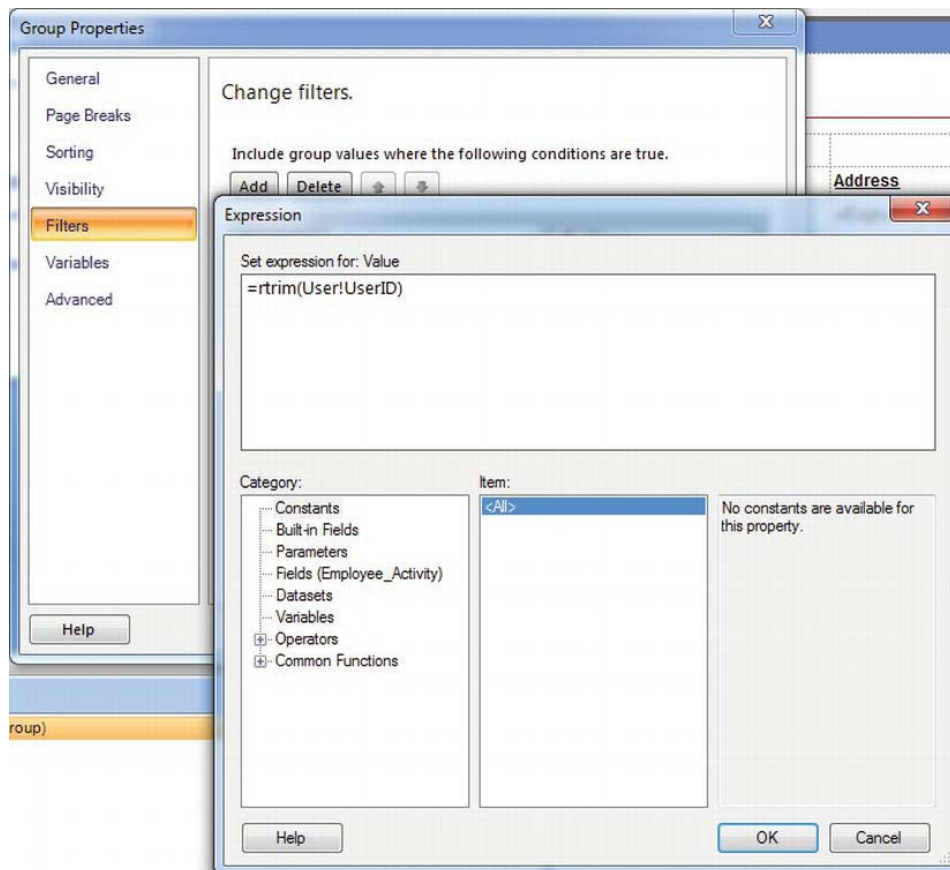 Group Properties
General
Page Breaks
Sorting
Visibility
Filters
Variables
Advanced
Help
Change filters.
Include group values where the following conditions are true.
Add Delete
Address
Expression
Set expression for: Value
=rtrim(User!UserID)
Category:
Constants
Built-in Fields
Parameters
Fields (Employee_Activity)
Datasets
Variables
Operators
Common Functions
Item:
<All>
No constants are available for
this property.
Help OK Cancel
roup)